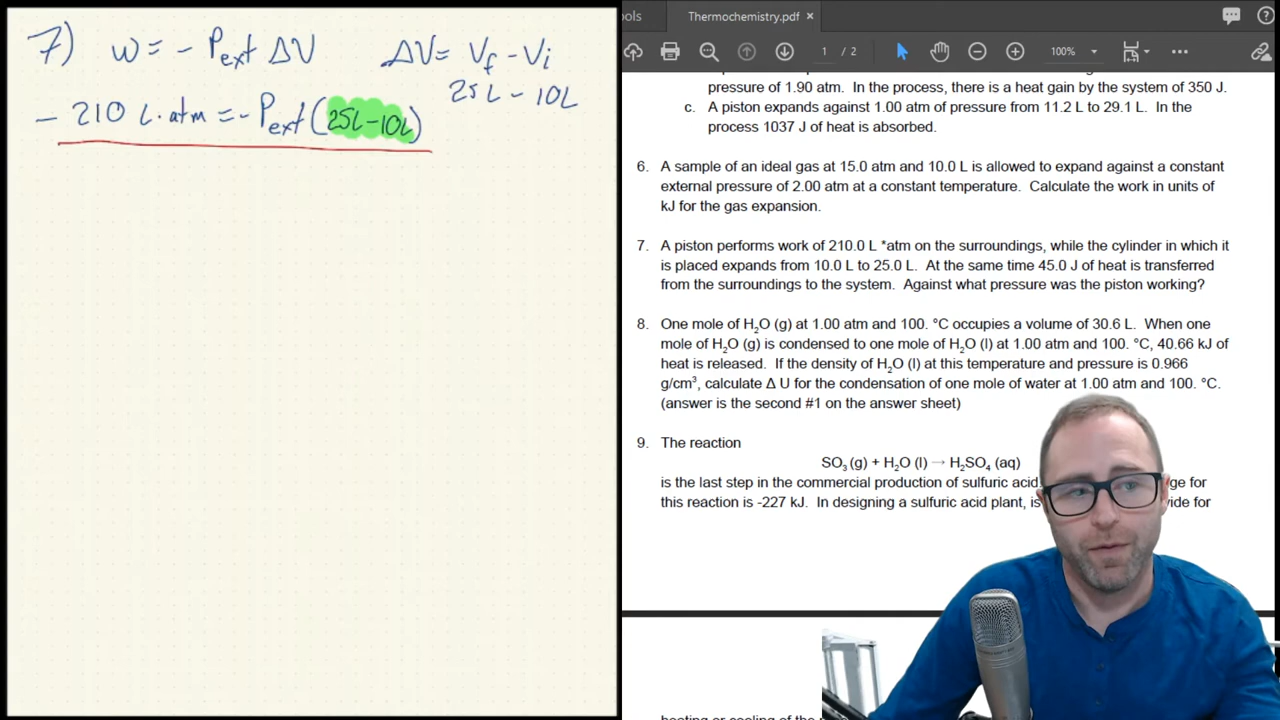 7) w = - Pext ΔV ΔV = Vf - Vi
25L - 10L
- 210 L·atm = - Pext (25L - 10L)
ools
Thermochemistry.pdf ×
1 / 2
100%
pressure of 1.90 atm. In the process, there is a heat gain by the system of 350 J.
c. A piston expands against 1.00 atm of pressure from 11.2 L to 29.1 L. In the
process 1037 J of heat is absorbed.
6. A sample of an ideal gas at 15.0 atm and 10.0 L is allowed to expand against a constant
external pressure of 2.00 atm at a constant temperature. Calculate the work in units of
kJ for the gas expansion.
7. A piston performs work of 210.0 L *atm on the surroundings, while the cylinder in which it
is placed expands from 10.0 L to 25.0 L. At the same time 45.0 J of heat is transferred
from the surroundings to the system. Against what pressure was the piston working?
8. One mole of H₂O (g) at 1.00 atm and 100. °C occupies a volume of 30.6 L. When one
mole of H₂O (g) is condensed to one mole of H₂O (l) at 1.00 atm and 100. °C, 40.66 kJ of
heat is released. If the density of H₂O (l) at this temperature and pressure is 0.966
g/cm³, calculate Δ U for the condensation of one mole of water at 1.00 atm and 100. °C.
(answer is the second #1 on the answer sheet)
9. The reaction
SO₃ (g) + H₂O (l) → H₂SO₄ (aq)
is the last step in the commercial production of sulfuric acid. ge for
this reaction is -227 kJ. In designing a sulfuric acid plant, is vide for
heating or cooling of the